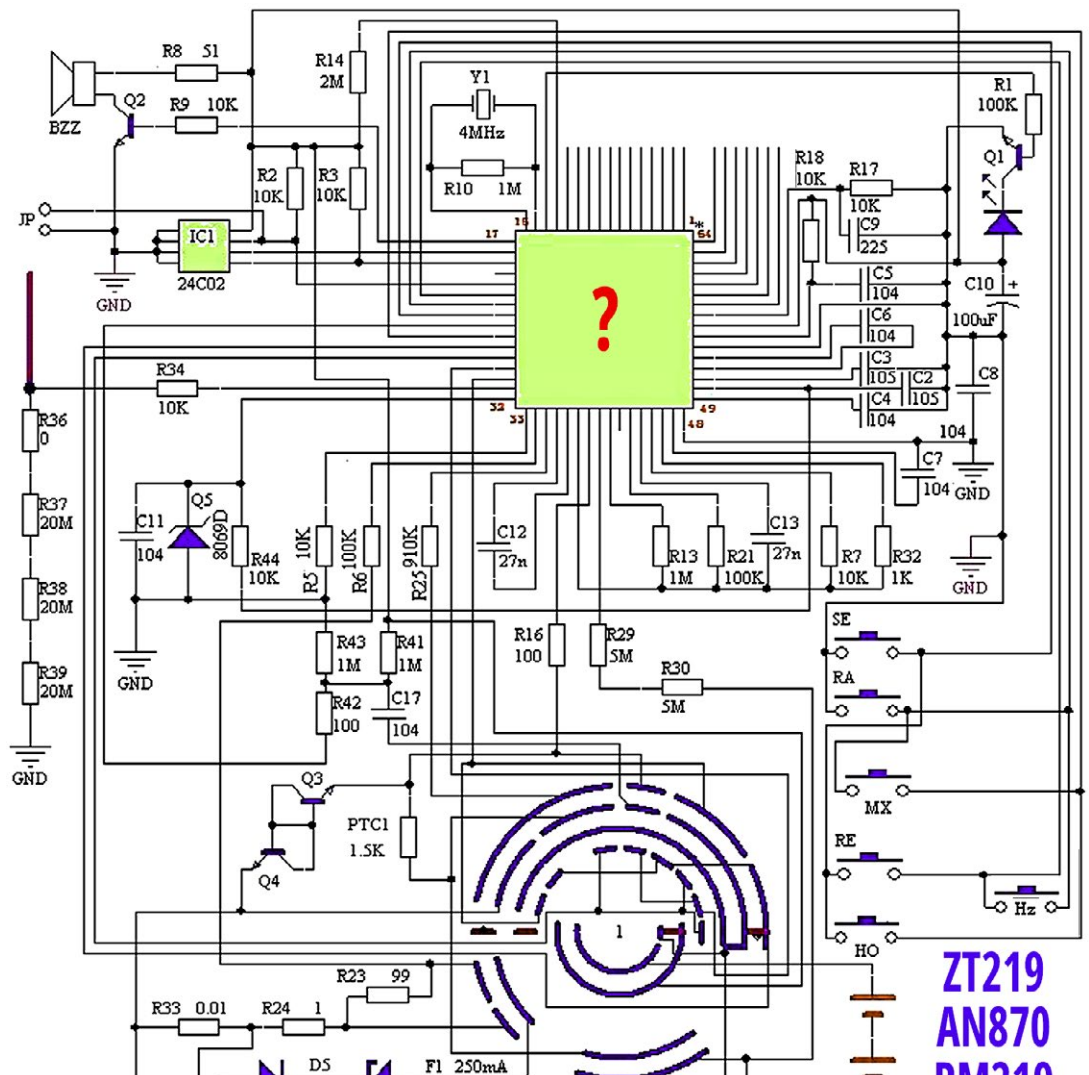 R8 51
R14
2M
Y1
R1
100K
Q2
R9 10K
BZZ
4MHz
Q1
R18
10K
R17
10K
R2
10K
R3
10K
R10 1M
JP
16
1*
17
64
C9
225
IC1
24C02
GND
C5
104
C10 +
100uF
?
C6
104
C3
105
C2
105
C8
R34
10K
C4
104
32
33
49
48
R36
0
104
C7
104
GND
Q5
8069D
R37
20M
C11
104
R44
10K
R5 10K
R6 100K
R25 910K
C12
27n
C13
27n
R13
1M
R21
100K
R7
10K
R32
1K
GND
R38
20M
SE
R43
1M
R41
1M
R16
100
R29
5M
R39
20M
GND
R30
5M
RA
R42
100
C17
104
GND
Q3
MX
PTC1
1.5K
RE
Q4
Hz
1
HO
ZT219
R23 99
R33 0.01
R24 1
AN870
D5
F1 250mA
RM219